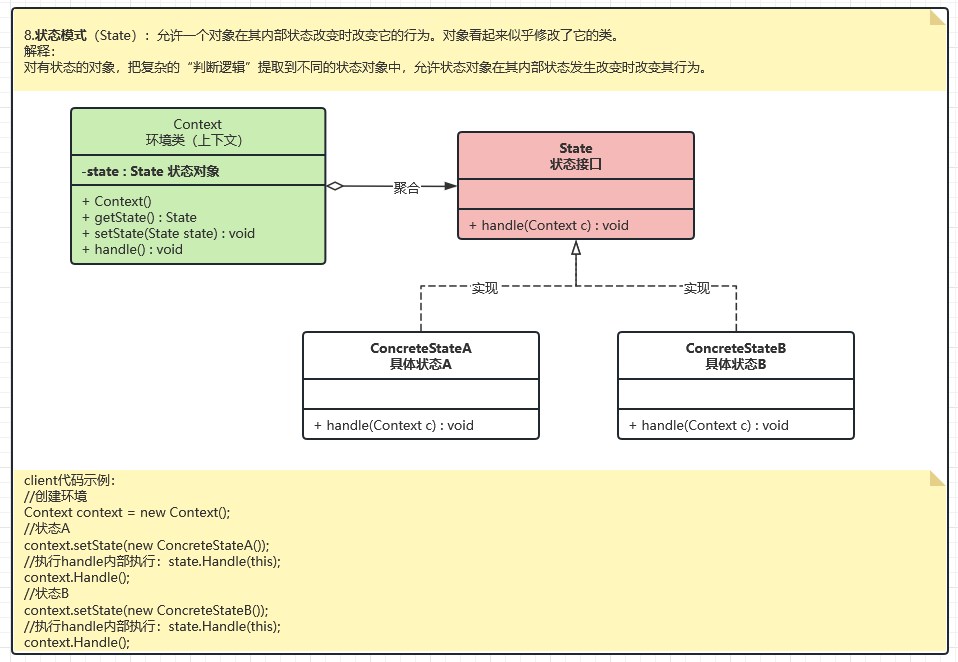 8.状态模式（State）：允许一个对象在其内部状态改变时改变它的行为。对象看起来似乎修改了它的类。
解释：
对有状态的对象，把复杂的“判断逻辑”提取到不同的状态对象中，允许状态对象在其内部状态发生改变时改变其行为。
Context
环境类（上下文）
-state : State 状态对象
+ Context()
+ getState() : State
+ setState(State state) : void
+ handle() : void
聚合
State
状态接口
+ handle(Context c) : void
实现
实现
ConcreteStateA
具体状态A
+ handle(Context c) : void
ConcreteStateB
具体状态B
+ handle(Context c) : void
client代码示例：
//创建环境
Context context = new Context();
//状态A
context.setState(new ConcreteStateA());
//执行handle内部执行：state.Handle(this);
context.Handle();
//状态B
context.setState(new ConcreteStateB());
//执行handle内部执行：state.Handle(this);
context.Handle();